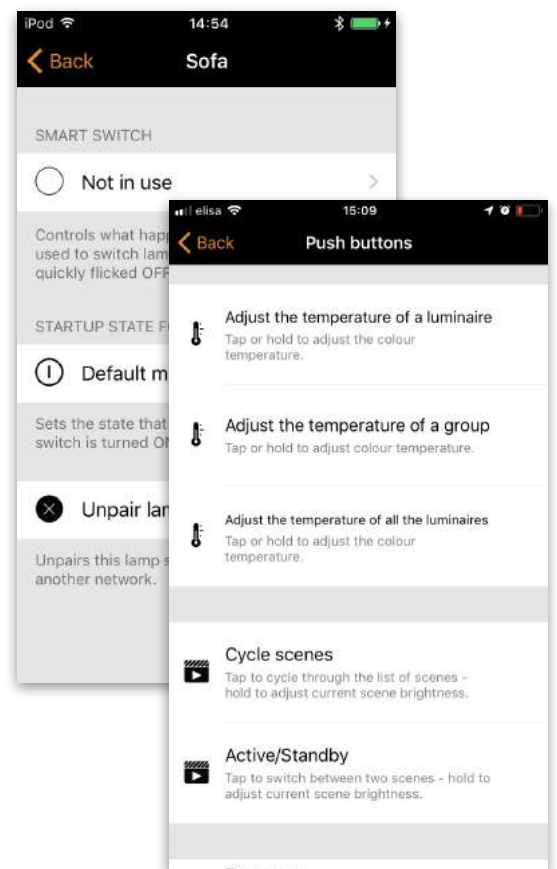 iPod 14:54
Back Sofa
SMART SWITCH
Not in use
Controls what
used to switch
quickly flicked OFF
STARTUP STATE
Default
Sets the state that
switch is turned
Unpair
Unpairs this lamp
another network.
elisa 15:09
Back Push buttons
Adjust the temperature of a luminaire
Tap or hold to adjust the colour
temperature.
Adjust the temperature of a group
Tap or hold to adjust colour temperature.
Adjust the temperature of all the luminaires
Tap or hold to adjust the colour
temperature.
Cycle scenes
Tap to cycle through the list of scenes -
hold to adjust current scene brightness.
Active/Standby
Tap to switch between two scenes - hold to
adjust current scene brightness.